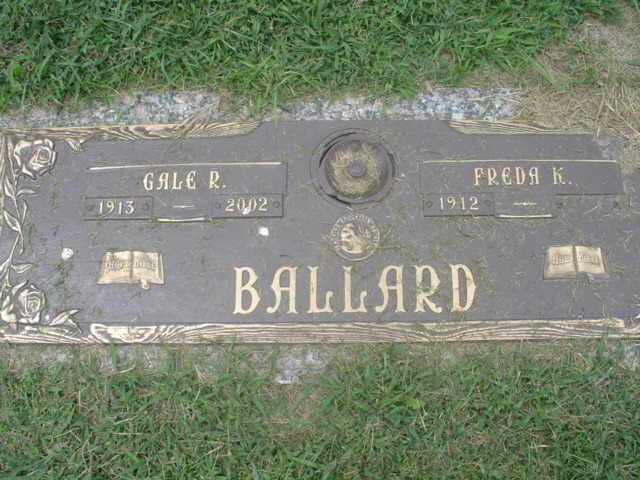 GALE R.
1913 — 2002
FREDA K.
1912 —
BALLARD